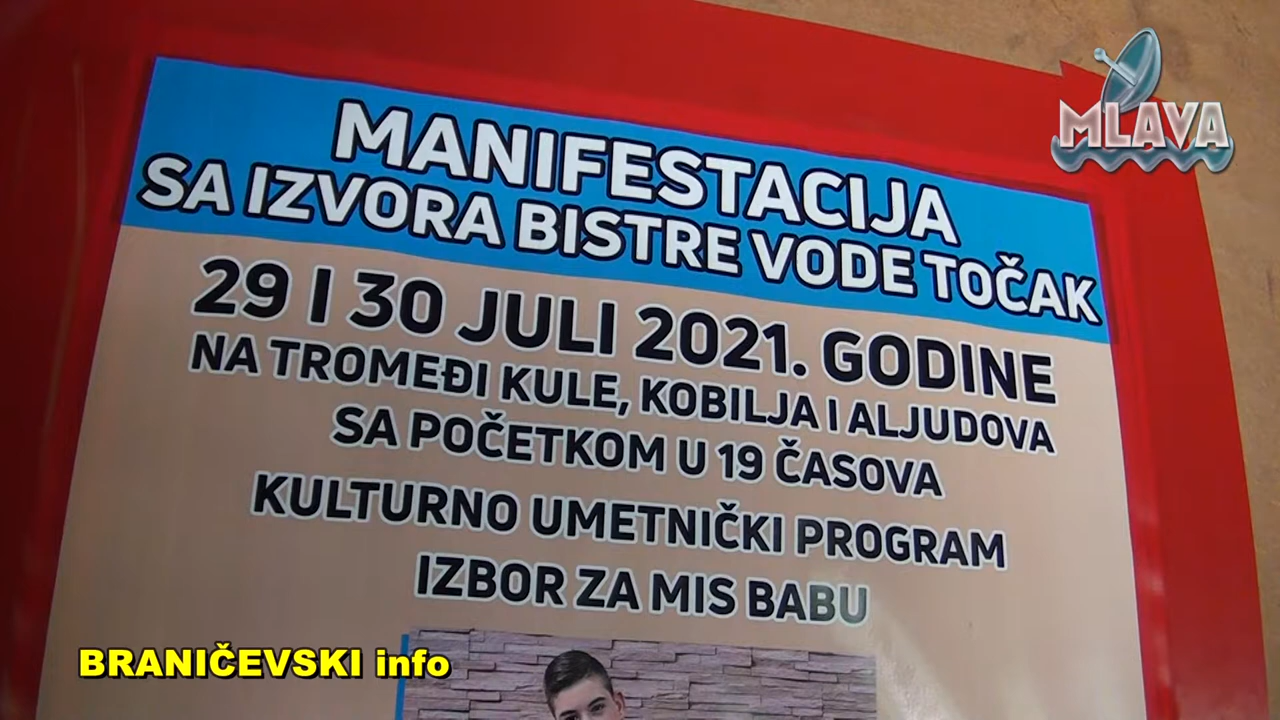 MLAVA
MANIFESTACIJA
SA IZVORA BISTRE VODE TOČAK
29 I 30 JULI 2021. GODINE
NA TROMEĐI KULE, KOBILJA I ALJUDOVA
SA POČETKOM U 19 ČASOVA
KULTURNO UMETNIČKI PROGRAM
IZBOR ZA MIS BABU
BRANIČEVSKI info